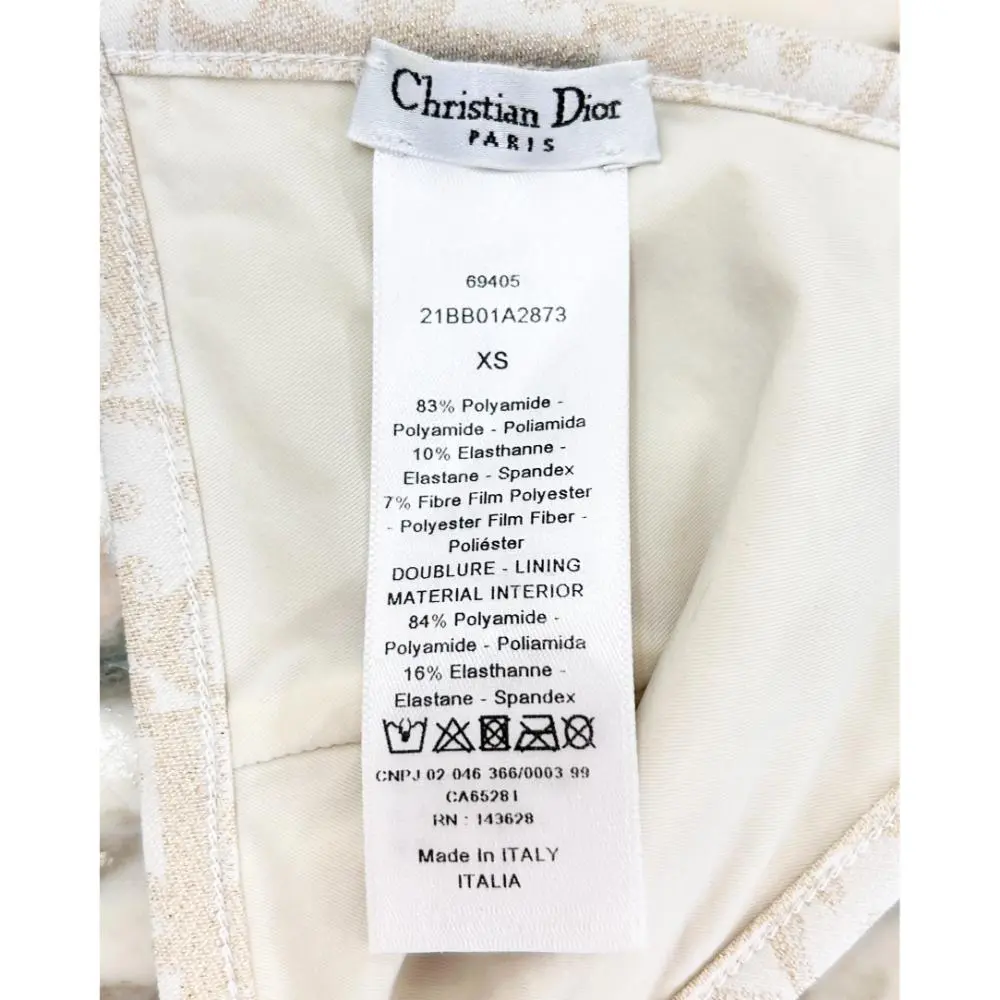 Christian Dior
PARIS
69405
21BB01A2873
XS
83% Polyamide -
Polyamide - Poliamida
10% Elasthanne -
Elastane - Spandex
7% Fibre Film Polyester
- Polyester Film Fiber -
Poliéster
DOUBLURE - LINING
MATERIAL INTERIOR
84% Polyamide -
Polyamide - Poliamida
16% Elasthanne -
Elastane - Spandex
CNPJ 02 046 366/0003 99
CA65281
RN : 143628
Made In ITALY
ITALIA